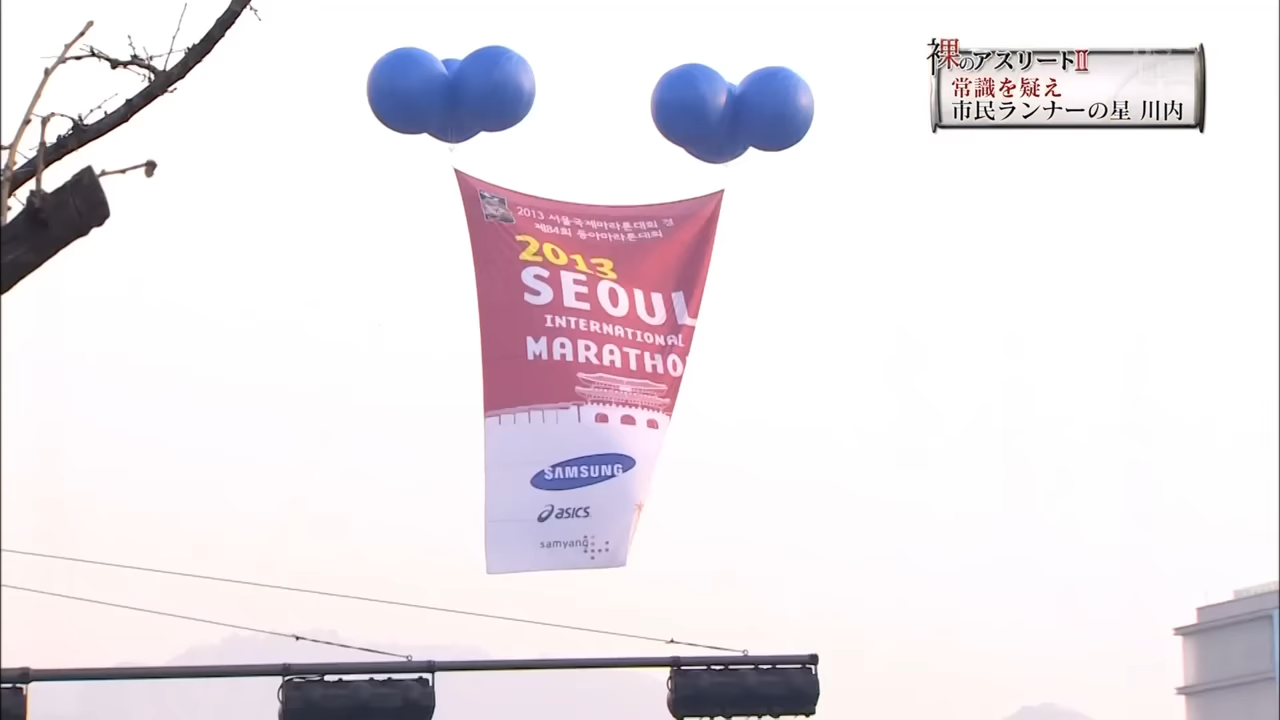 裸のアスリートII
常識を疑え
市民ランナーの星 川内
2013 서울국제마라톤대회 겸
제84회 동아마라톤대회
2013
SEOUL
INTERNATIONAL
MARATHO
SAMSUNG
asics
samyang